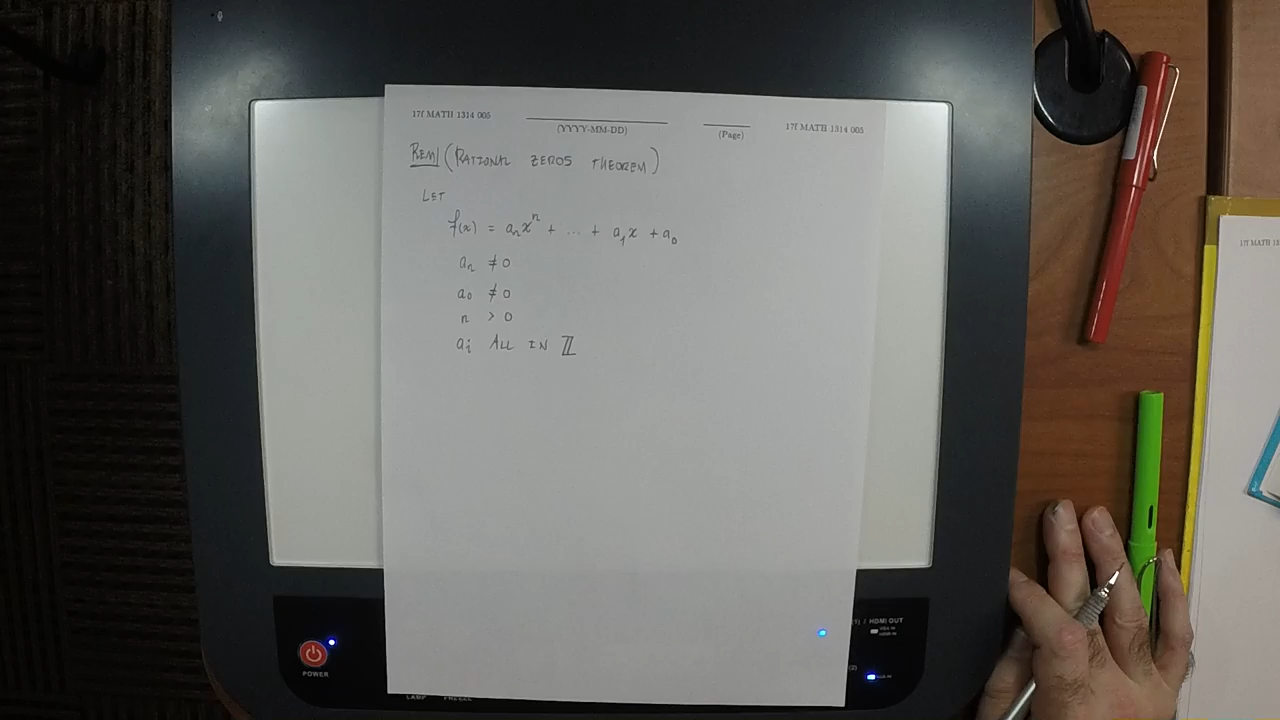 17f MATH 1314 005
(YYYY-MM-DD)
(Page)
17f MATH 1314 005
REM/ (RATIONAL ZEROS THEOREM)
LET
f(x) = aₙxⁿ + ... + a₁x + a₀
aₙ ≠ 0
a₀ ≠ 0
n > 0
aᵢ ALL IN ℤ
POWER
HDMI OUT